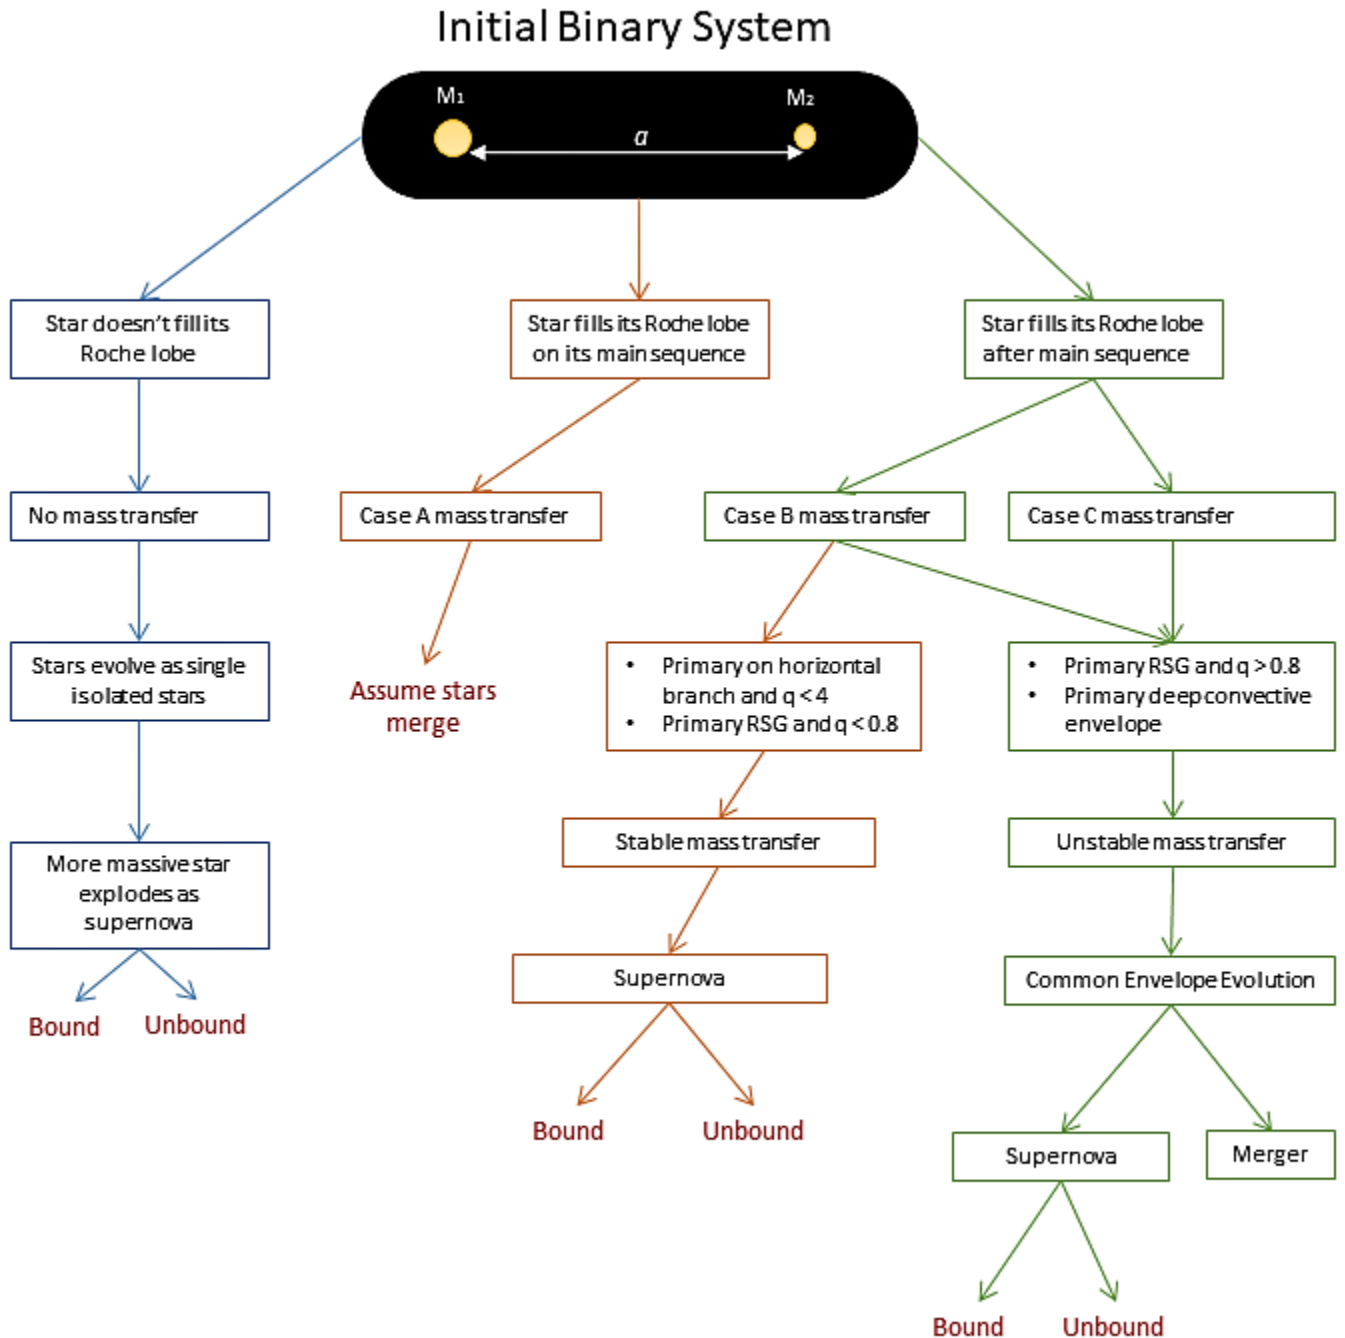 Initial Binary System
M₁
M₂
a
Star doesn't fill its
Roche lobe
Star fills its Roche lobe
on its main sequence
Star fills its Roche lobe
after main sequence
No mass transfer
Case A mass transfer
Case B mass transfer
Case C mass transfer
Stars evolve as single
isolated stars
Assume stars
merge
• Primary on horizontal
branch and q < 4
• Primary RSG and q < 0.8
• Primary RSG and q > 0.8
• Primary deep convective
envelope
More massive star
explodes as
supernova
Stable mass transfer
Unstable mass transfer
Bound
Unbound
Supernova
Common Envelope Evolution
Bound
Unbound
Supernova
Merger
Bound
Unbound